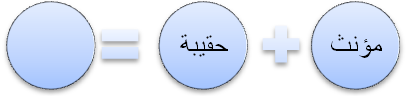 مؤنث + حقيبة =